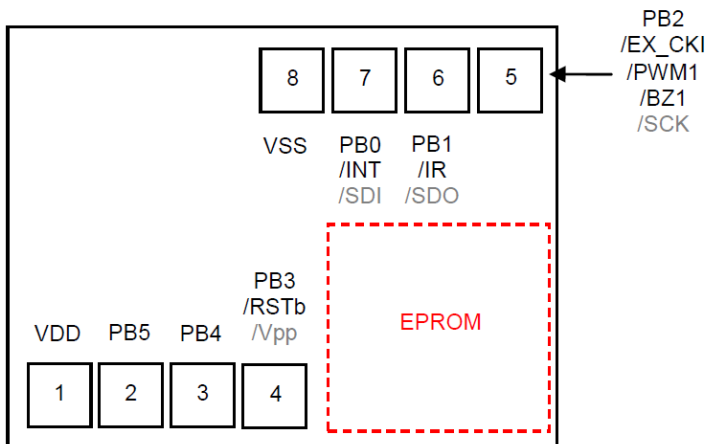 PB2
/EX_CKI
/PWM1
/BZ1
/SCK
8 7 6 5
VSS PB0 PB1
/INT /IR
/SDI /SDO
PB3
/RSTb
VDD PB5 PB4 /Vpp
EPROM
1 2 3 4